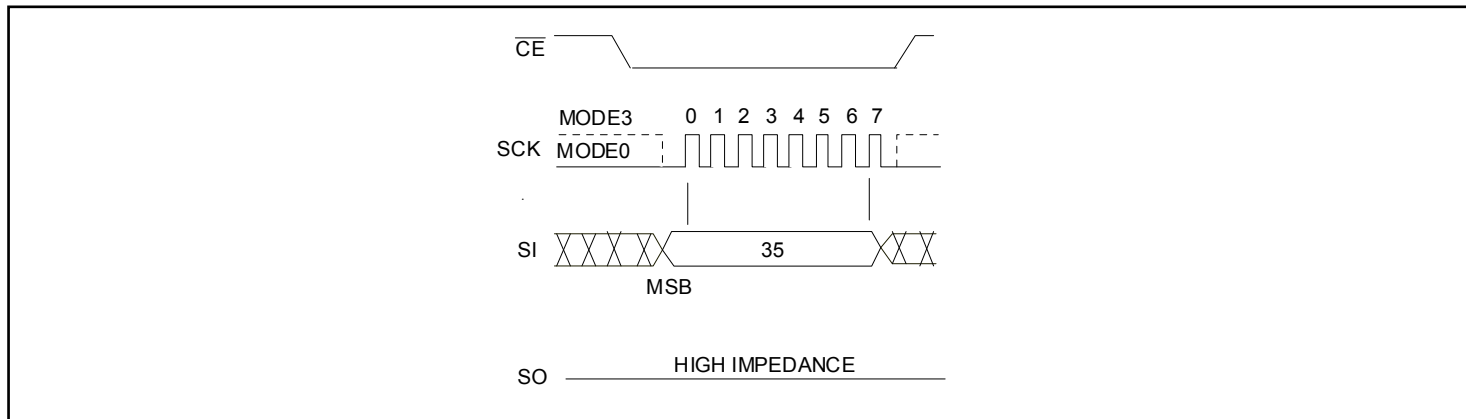 CE
MODE3 0 1 2 3 4 5 6 7
SCK MODE0
SI 35
MSB
HIGH IMPEDANCE
SO